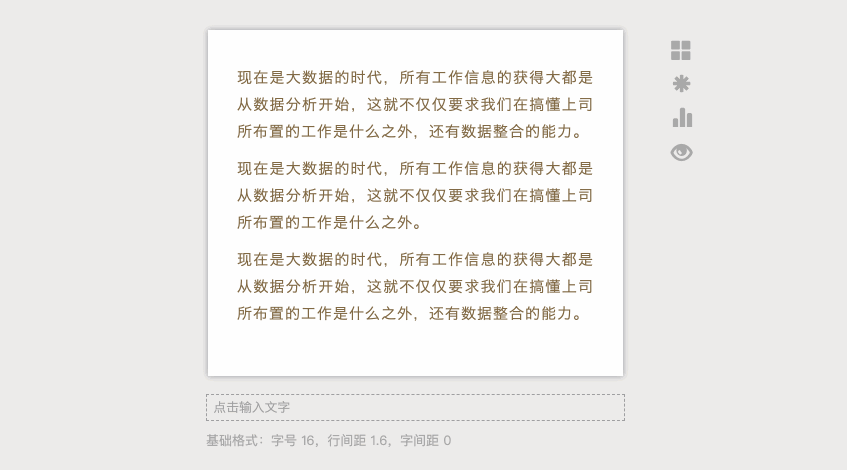 现在是大数据的时代，所有工作信息的获得大都是
从数据分析开始，这就不仅仅要求我们在搞懂上司
所布置的工作是什么之外，还有数据整合的能力。
现在是大数据的时代，所有工作信息的获得大都是
从数据分析开始，这就不仅仅要求我们在搞懂上司
所布置的工作是什么之外。
现在是大数据的时代，所有工作信息的获得大都是
从数据分析开始，这就不仅仅要求我们在搞懂上司
所布置的工作是什么之外，还有数据整合的能力。
点击输入文字
基础格式：字号 16，行间距 1.6，字间距 0